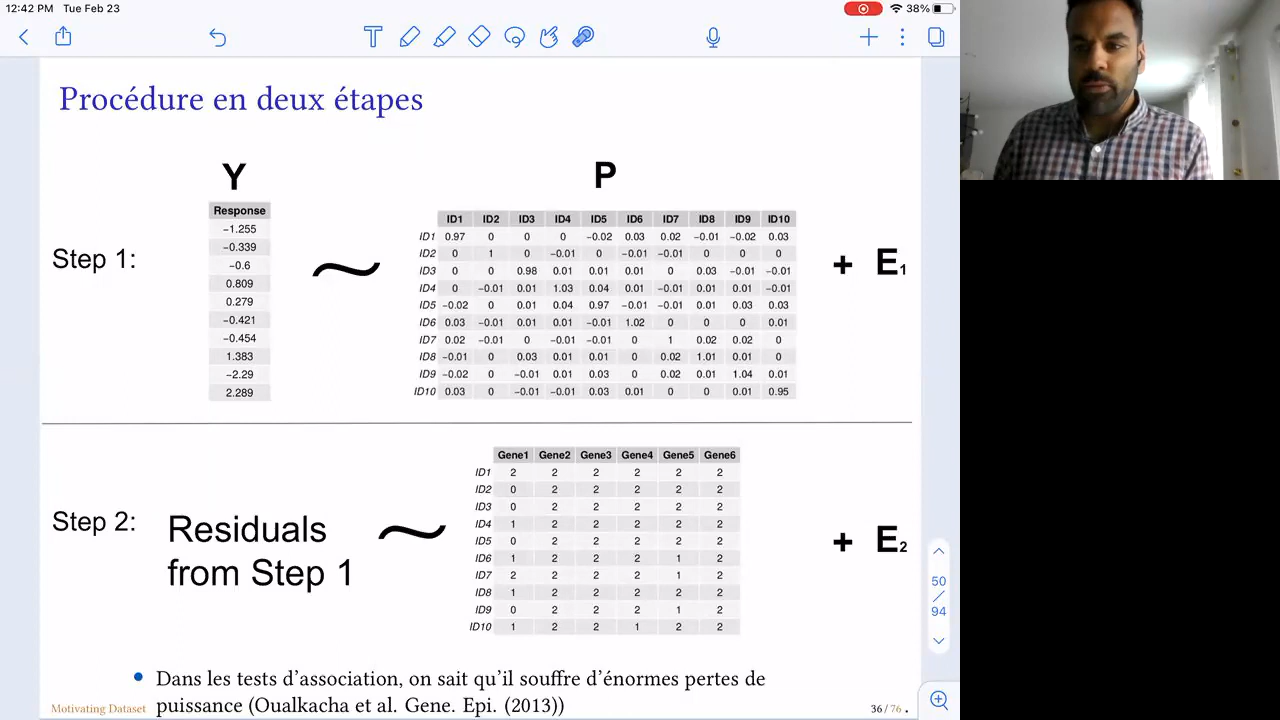 12:42 PM Tue Feb 23 38%
Procédure en deux étapes
Y P
Step 1: ~ + E1
Response
−1.255
−0.339
−0.6
0.809
0.279
−0.421
−0.454
1.383
−2.29
2.289
ID1 ID2 ID3 ID4 ID5 ID6 ID7 ID8 ID9 ID10
ID1 0.97 0 0 0 −0.02 0.03 0.02 −0.01 −0.02 0.03
ID2 0 1 0 −0.01 0 −0.01 −0.01 0 0 0
ID3 0 0 0.98 0.01 0.01 0.01 0 0.03 −0.01 −0.01
ID4 0 −0.01 0.01 1.03 0.04 0.01 −0.01 0.01 0.01 −0.01
ID5 −0.02 0 0.01 0.04 0.97 −0.01 −0.01 0.01 0.03 0.03
ID6 0.03 −0.01 0.01 0.01 −0.01 1.02 0 0 0 0.01
ID7 0.02 −0.01 0 −0.01 −0.01 0 1 0.02 0.02 0
ID8 −0.01 0 0.03 0.01 0.01 0 0.02 1.01 0.01 0
ID9 −0.02 0 −0.01 0.01 0.03 0 0.02 0.01 1.04 0.01
ID10 0.03 0 −0.01 −0.01 0.03 0.01 0 0 0.01 0.95
Step 2: Residuals ~ + E2
from Step 1
Gene1 Gene2 Gene3 Gene4 Gene5 Gene6
ID1 2 2 2 2 2 2
ID2 0 2 2 2 2 2
ID3 0 2 2 2 2 2
ID4 1 2 2 2 2 2
ID5 0 2 2 2 2 2
ID6 1 2 2 2 1 2
ID7 2 2 2 2 1 2
ID8 1 2 2 2 2 2
ID9 0 2 2 2 1 2
ID10 1 2 2 1 2 2
50
/
94
• Dans les tests d'association, on sait qu'il souffre d'énormes pertes de
puissance (Oualkacha et al. Gene. Epi. (2013))
Motivating Dataset 36 / 76 .